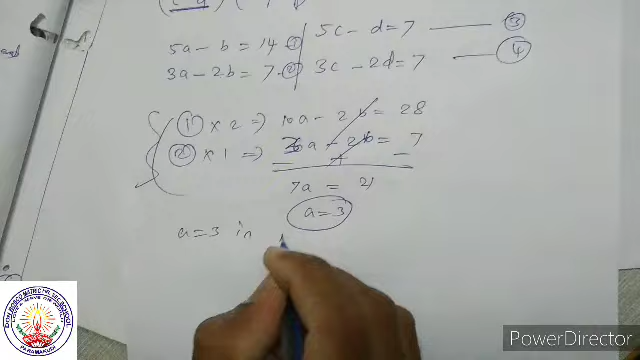 5a - b = 14 ① 5c - d = 7 ③
3a - 2b = 7 ② 3c - 2d = 7 ④
① × 2 ⇒ 10a - 2b = 28
② × 1 ⇒ 3a - 2b = 7
- + -
7a = 21
a = 3
a = 3 in
PowerDirector